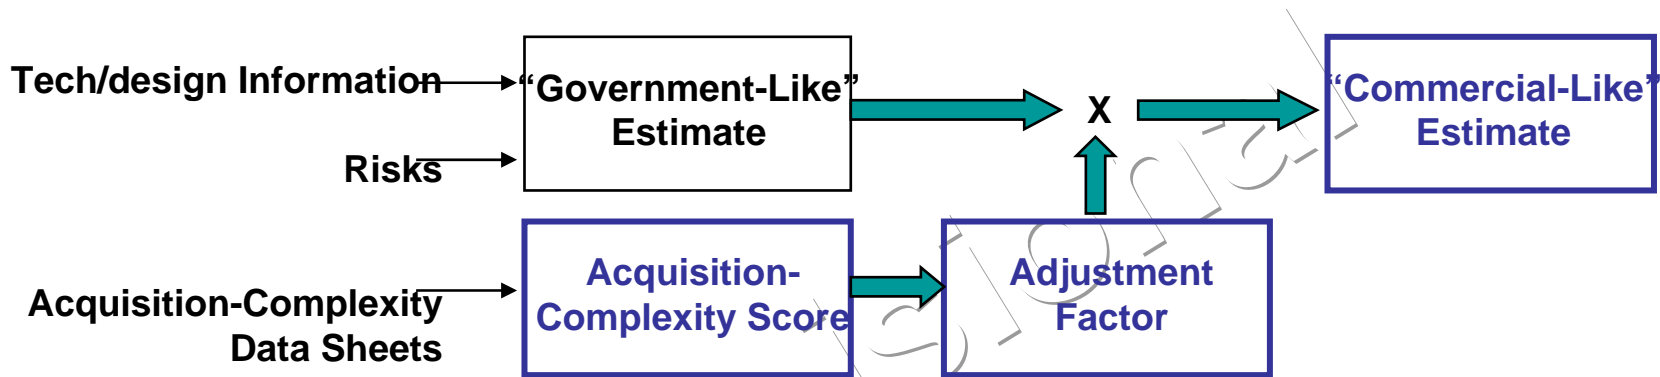 Tech/design Information
Risks
“Government-Like”
Estimate
X
“Commercial-Like”
Estimate
Acquisition-Complexity
Data Sheets
Acquisition-
Complexity Score
Adjustment
Factor